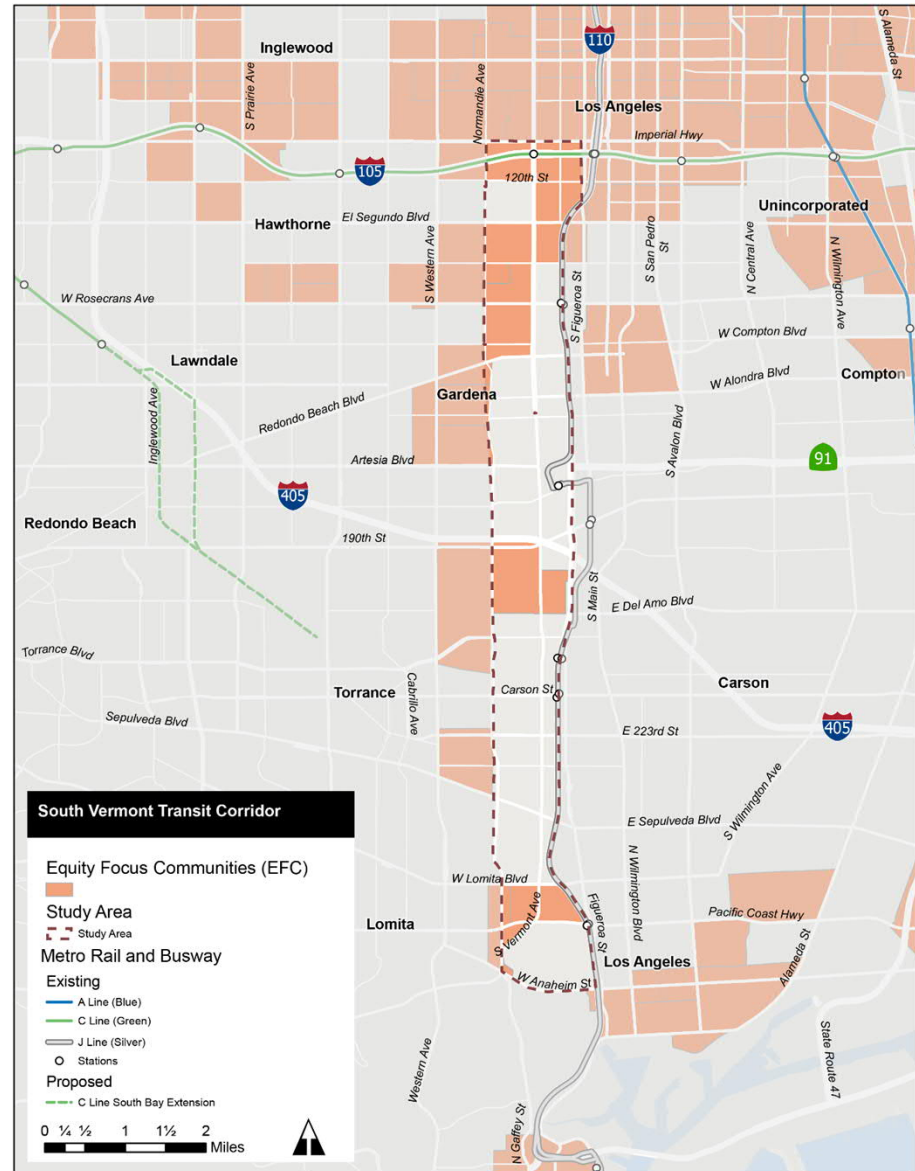 Inglewood
110
S Alameda St
S Prairie Ave
Normandie Ave
Los Angeles
Imperial Hwy
105
120th St
Hawthorne
El Segundo Blvd
S Western Ave
Unincorporated
S San Pedro
St
N Central Ave
N Wilmington
Ave
S Figueroa St
W Rosecrans Ave
W Compton Blvd
Lawndale
W Alondra Blvd
Compton
Gardena
Redondo Beach Blvd
Inglewood Ave
S Avalon Blvd
Artesia Blvd
91
405
Redondo Beach
190th St
S Main St
E Del Amo Blvd
Torrance Blvd
Cabrillo Ave
Torrance
Carson St
Carson
Sepulveda Blvd
E 223rd St
405
S Wilmington Ave
E Sepulveda Blvd
N Wilmington Blvd
W Lomita Blvd
S Vermont Ave
Figueroa St
Pacific Coast Hwy
Lomita
Alameda St
Los Angeles
W Anaheim St
Western Ave
State Route 47
N Gaffey St
South Vermont Transit Corridor
Equity Focus Communities (EFC)
Study Area
Study Area
Metro Rail and Busway
Existing
A Line (Blue)
C Line (Green)
J Line (Silver)
Stations
Proposed
C Line South Bay Extension
0 ¼ ½ 1 1½ 2
Miles